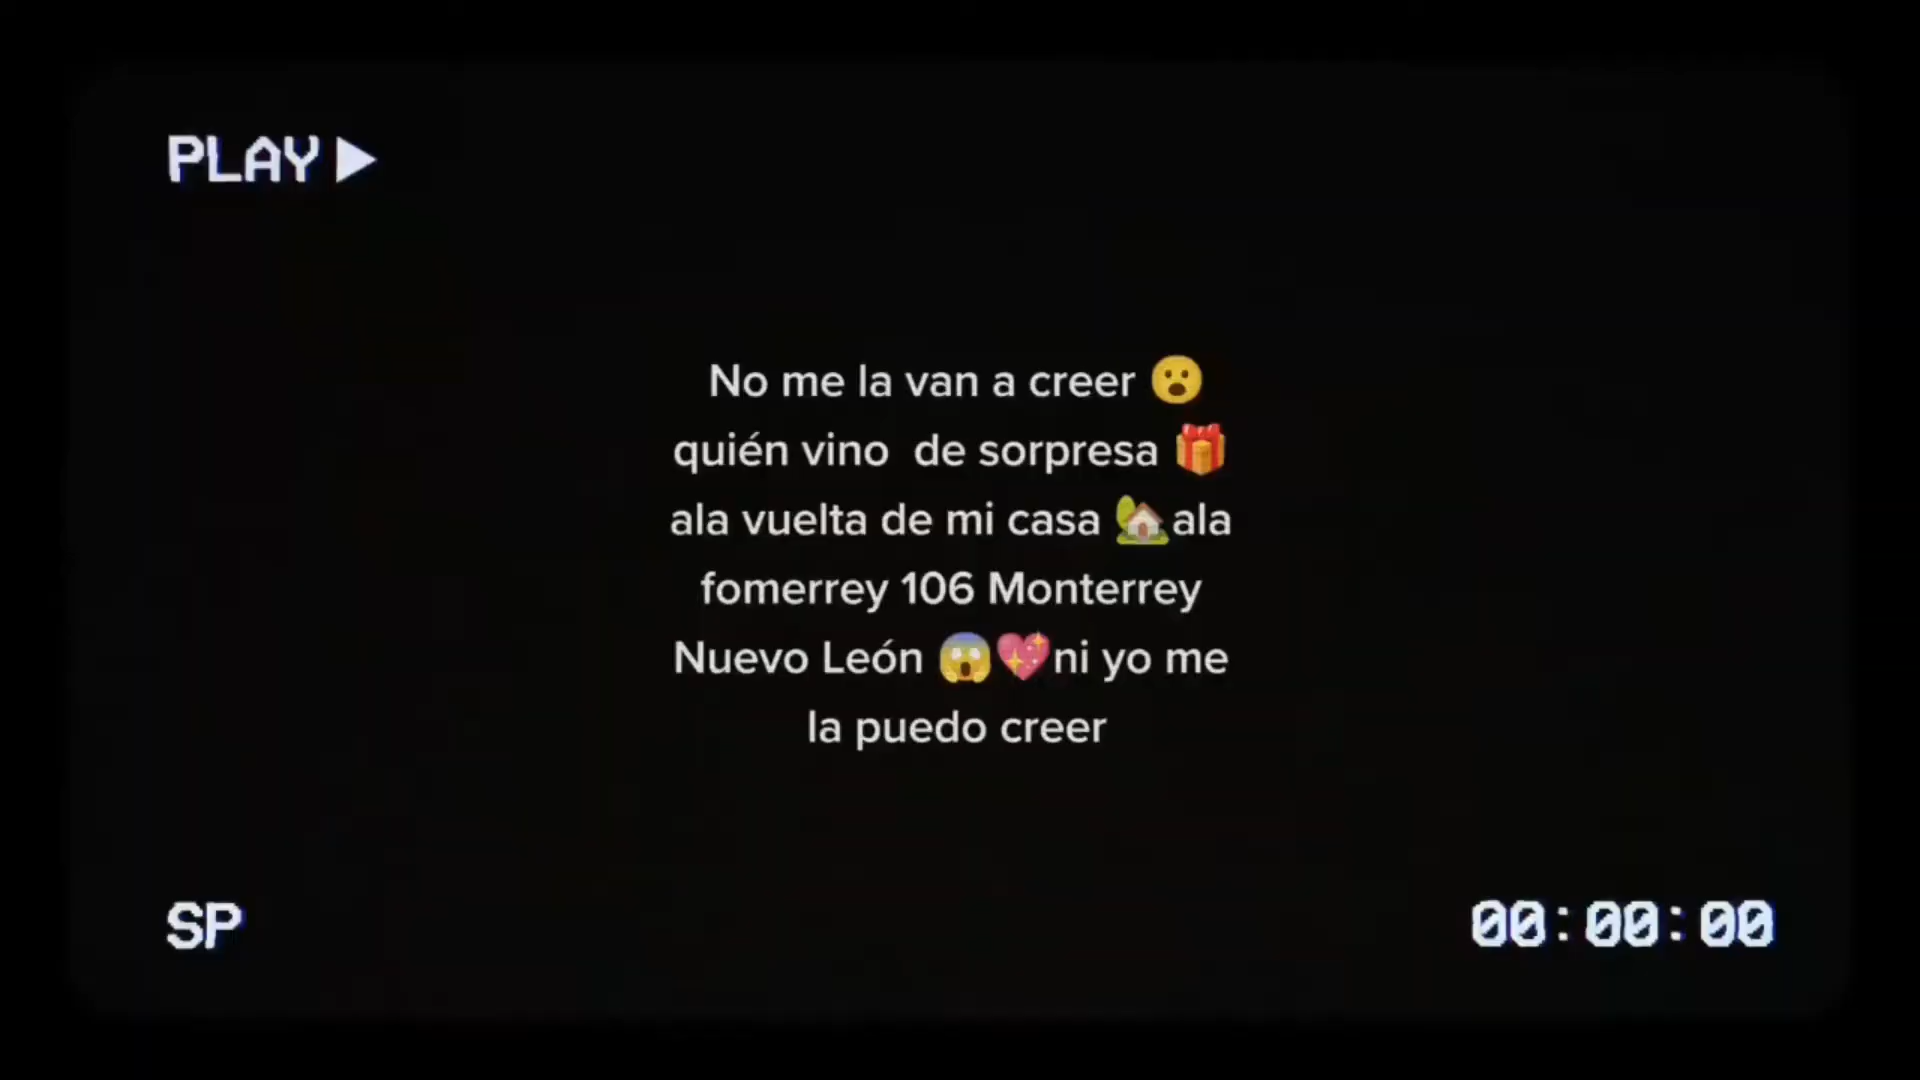 PLAY ▶
No me la van a creer 😮
quién vino  de sorpresa 🎁
ala vuelta de mi casa 🏡ala
fomerrey 106 Monterrey
Nuevo León 😱💖ni yo me
la puedo creer
SP
00:00:00